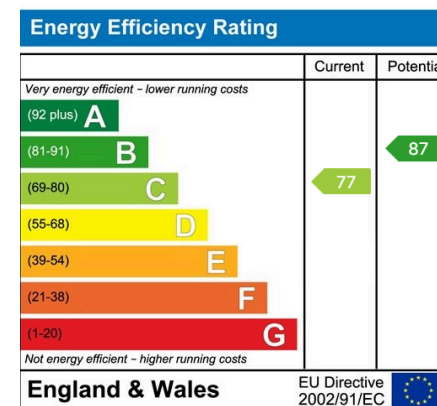 Energy Efficiency Rating
Current Potentia
Very energy efficient – lower running costs
(92 plus) A
(81-91) B 87
(69-80) C 77
(55-68) D
(39-54) E
(21-38) F
(1-20) G
Not energy efficient – higher running costs
England & Wales
EU Directive
2002/91/EC